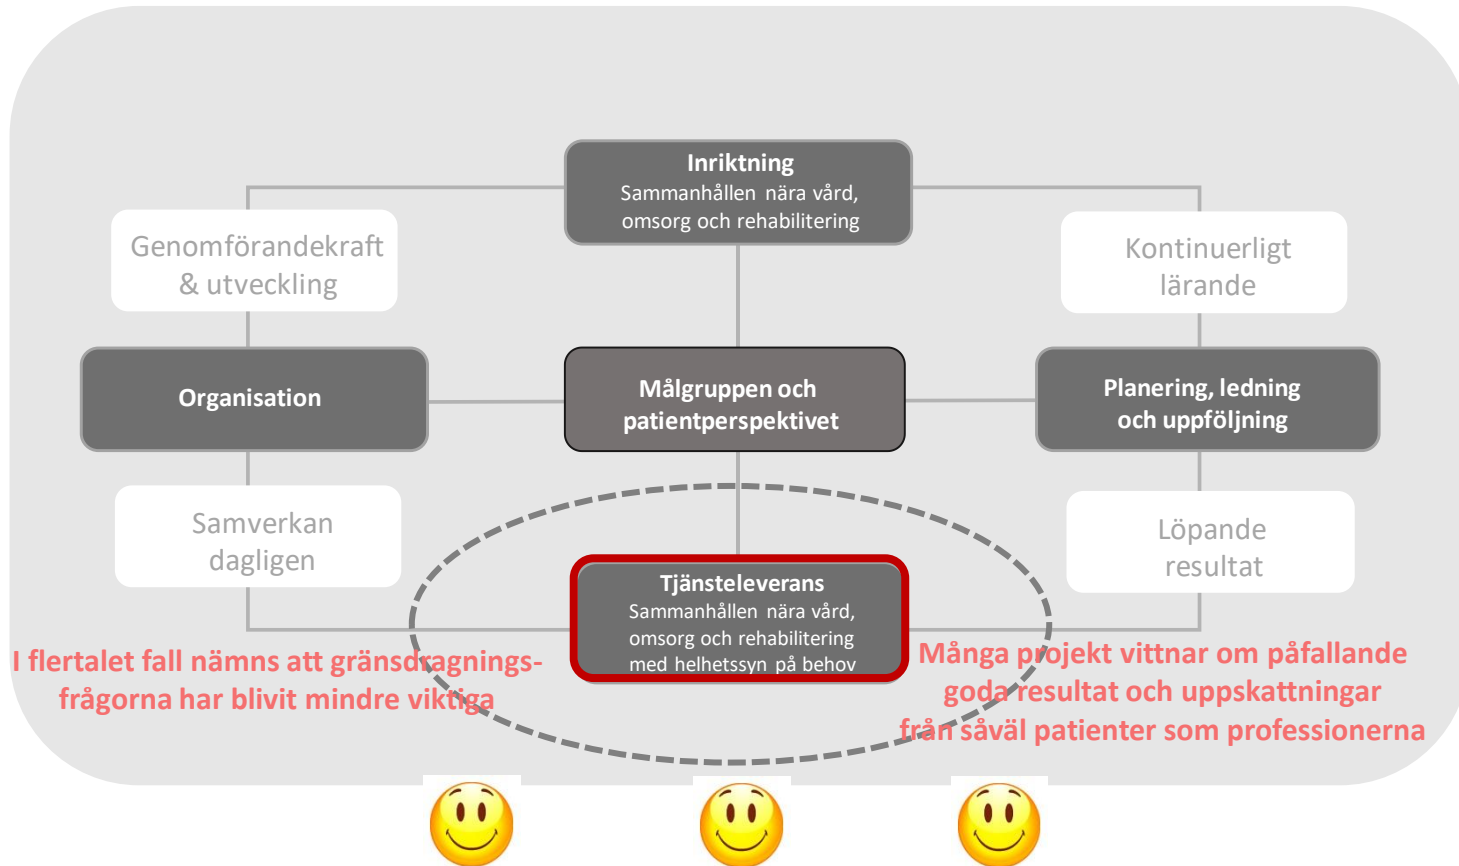 Inriktning
Sammanhållen nära vård,
omsorg och rehabilitering
Genomförandekraft
& utveckling
Kontinuerligt
lärande
Organisation
Målgruppen och
patientperspektivet
Planering, ledning
och uppföljning
Samverkan
dagligen
Löpande
resultat
Tjänsteleverans
Sammanhållen nära vård,
omsorg och rehabilitering
med helhetssyn på behov
I flertalet fall nämns att gränsdragnings-
frågorna har blivit mindre viktiga
Många projekt vittnar om påfallande
goda resultat och uppskattningar
från såväl patienter som professionerna